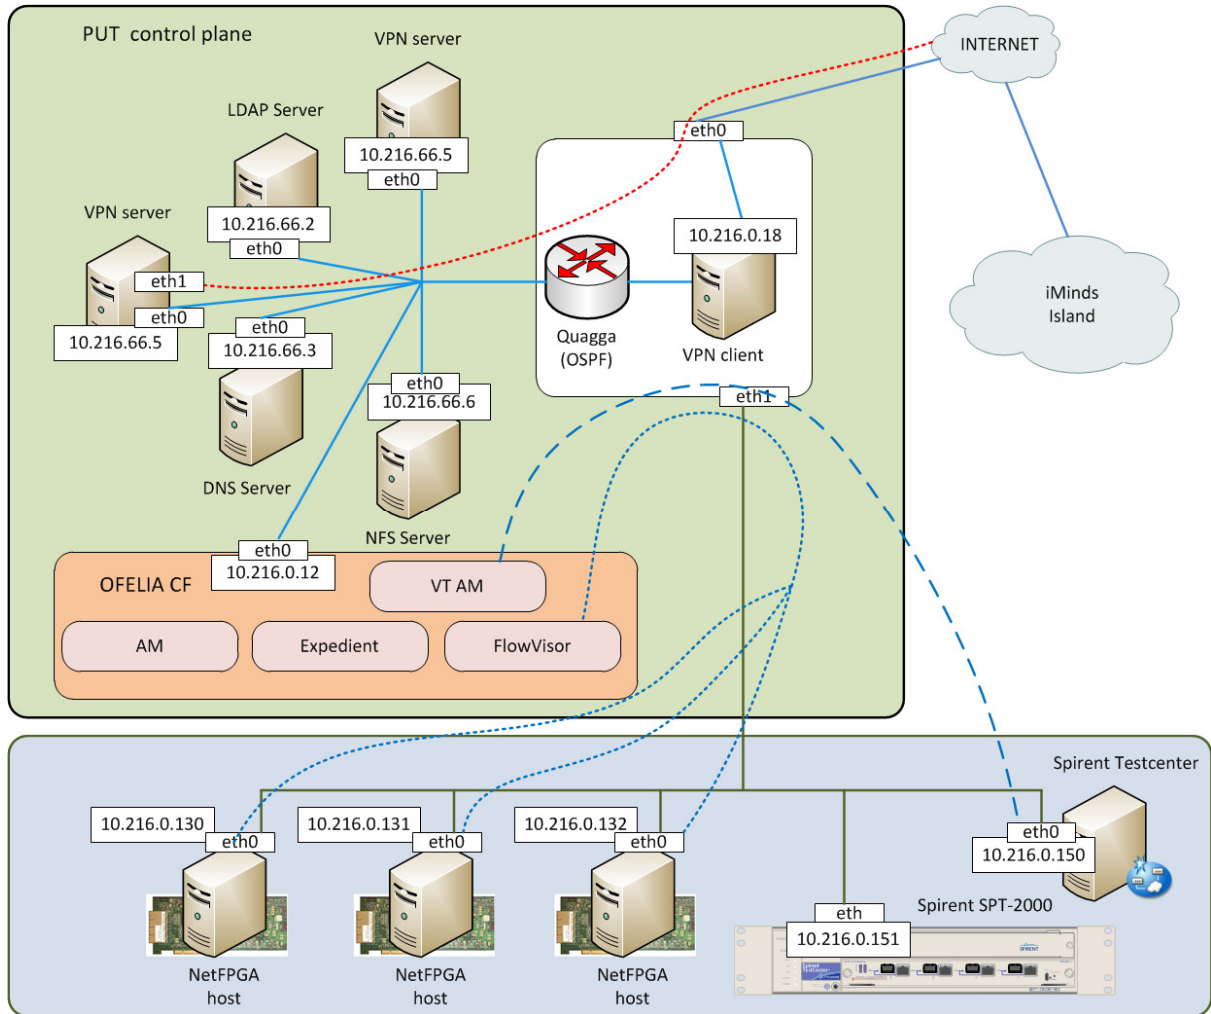 PUT control plane
VPN server
INTERNET
LDAP Server
eth0
10.216.66.5
eth0
VPN server
10.216.66.2
eth0
10.216.0.18
eth1
eth0
10.216.66.5
eth0
10.216.66.3
iMinds
Island
Quagga
(OSPF)
VPN client
eth0
10.216.66.6
eth1
DNS Server
NFS Server
eth0
10.216.0.12
OFELIA CF
VT AM
AM
Expedient
FlowVisor
Spirent Testcenter
10.216.0.130
eth0
10.216.0.131
eth0
10.216.0.132
eth0
eth0
10.216.0.150
NetFPGA
host
NetFPGA
host
NetFPGA
host
Spirent SPT-2000
eth
10.216.0.151
SPIRENT
Spirent
TestCenter